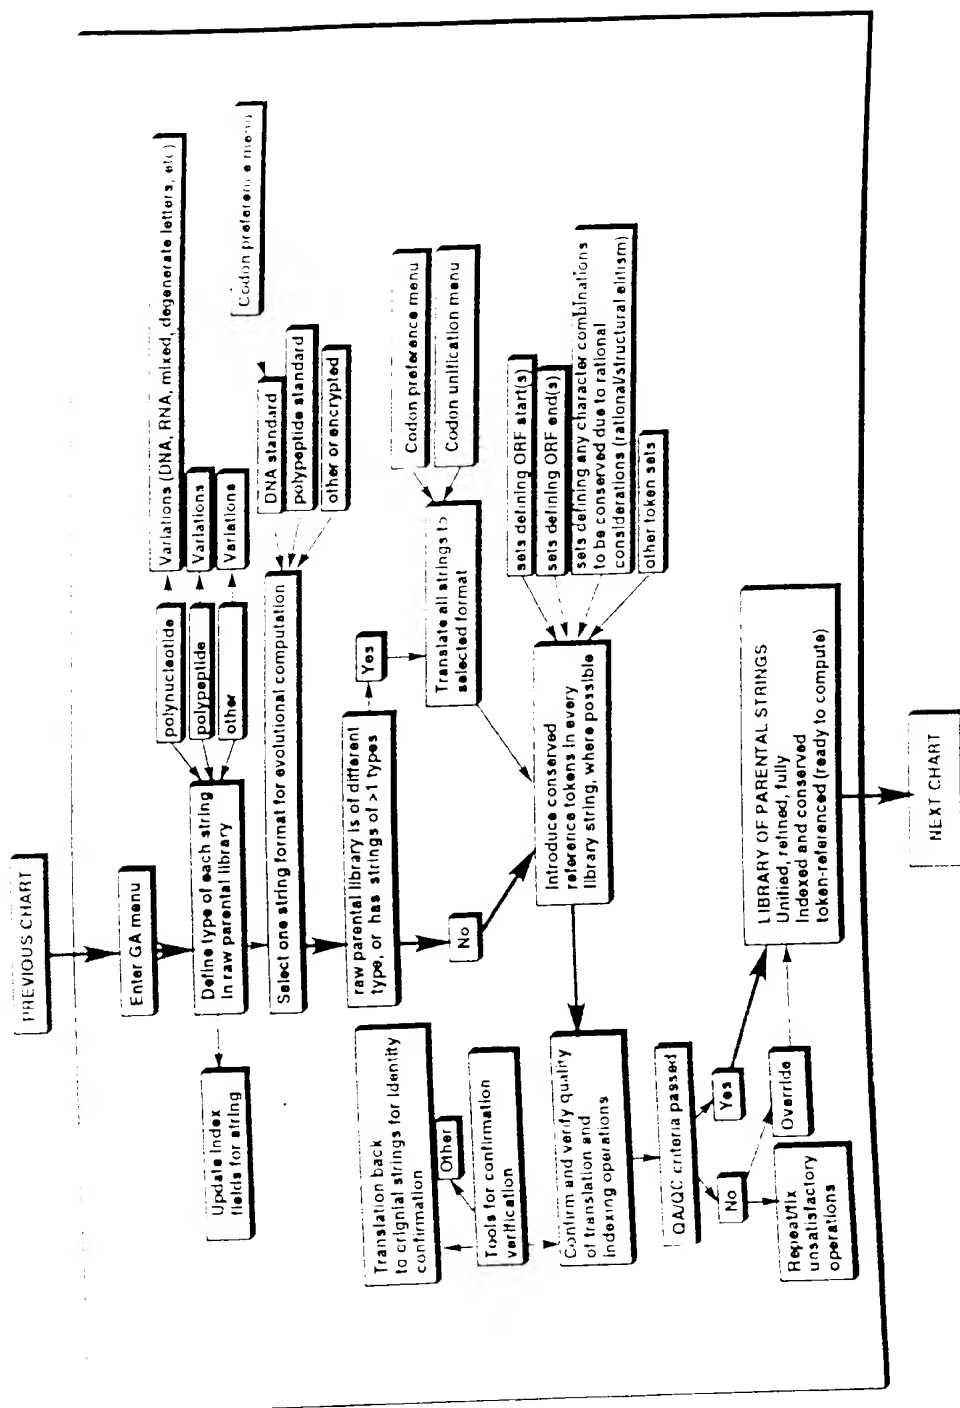 PREVIOUS CHART
Enter GA menu
Define type of each string
In raw parental library
Update Index
fields for string
polynucleotide
polypeptide
other
Variations (DNA, RNA, mixed, degenerate letters, etc)
Variations
Variations
Select one string format for evolutional computation
DNA standard
polypeptide standard
other or encrypted
Codon preference menu
raw parental library is of different
type, or has strings of >1 types
Yes
No
Translate all strings to
selected format
Codon preference menu
Codon unification menu
Introduce conserved
reference tokens in every
library string, where possible
sets defining ORF start(s)
sets defining ORF end(s)
sets defining any character combinations
to be conserved due to rational
considerations (rational/structural elitism)
other token sets
Translation back
to original strings for identity
confirmation
Other
Tools for confirmation
verification
Confirm and verify quality
of translation and
Indexing operations
QA/QC criteria passed
Yes
No
Override
Repeat/fix
unsatisfactory
operations
LIBRARY OF PARENTAL STRINGS
Unified, refined, fully
Indexed and conserved
token-referenced (ready to compute)
NEXT CHART